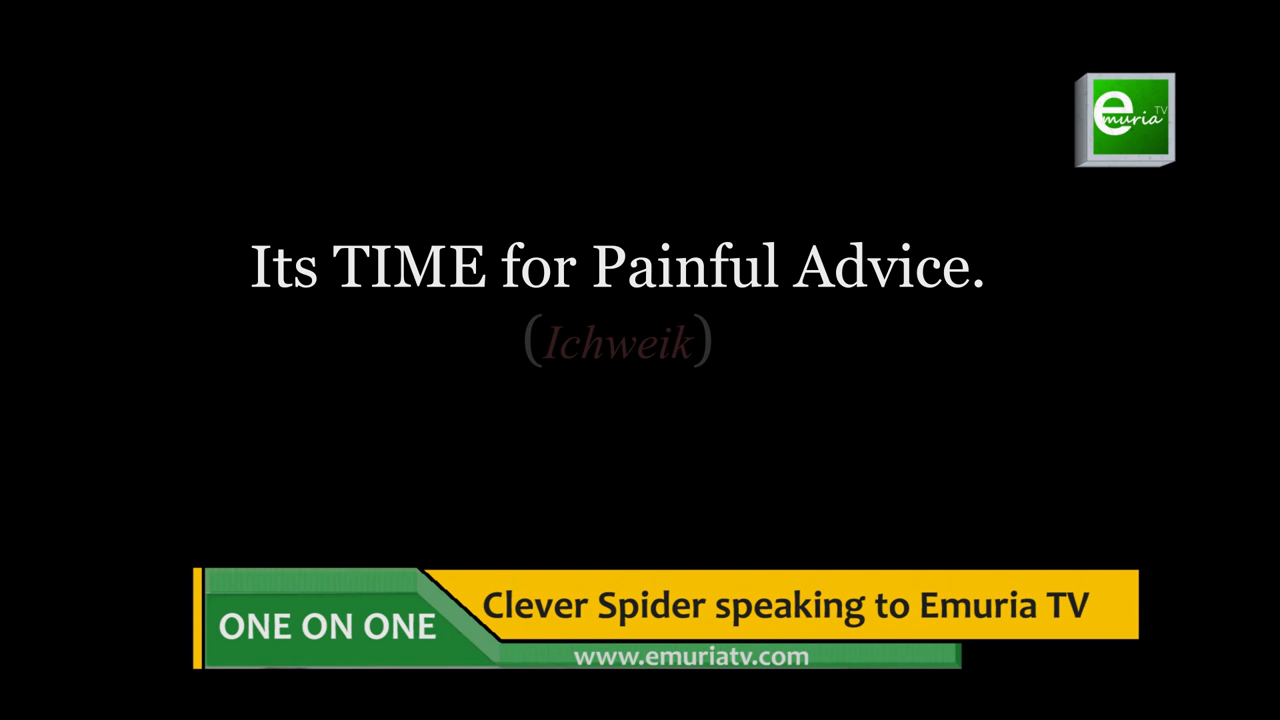 emuria TV
Its TIME for Painful Advice.
(Ichweik)
Clever Spider speaking to Emuria TV
ONE ON ONE
www.emuriatv.com